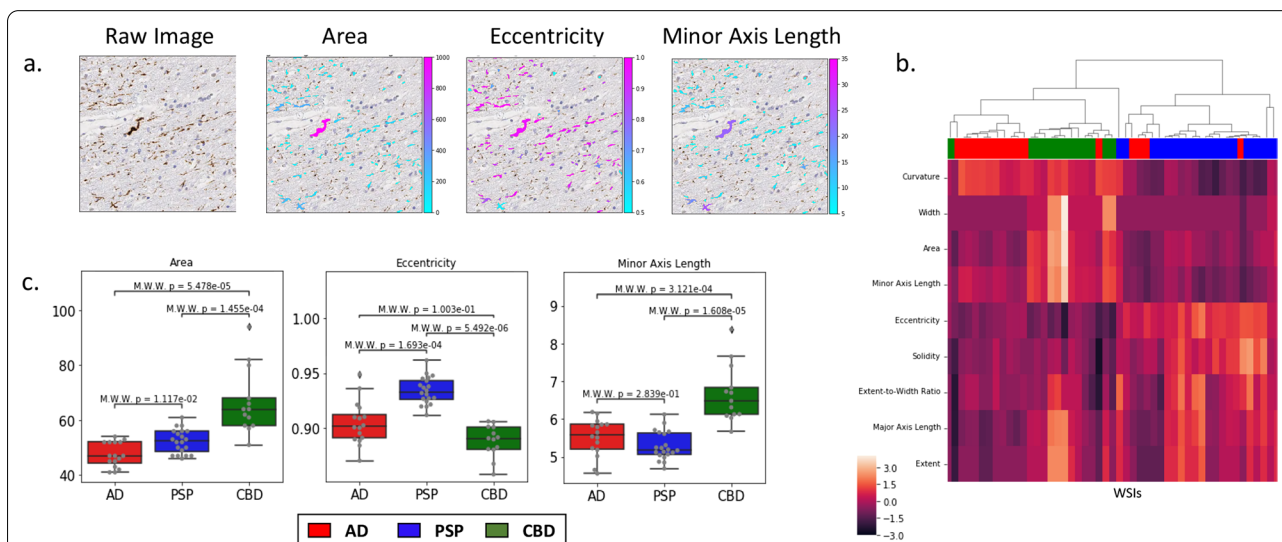 Raw Image
Area
Eccentricity
Minor Axis Length
a.
1000
800
600
400
200
0
1.0
0.9
0.8
0.7
0.6
0.5
35
30
25
20
15
10
5
b.
Curvature
Width
Area
Minor Axis Length
Eccentricity
Solidity
Extent-to-Width Ratio
Major Axis Length
Extent
WSIs
3.0
1.5
0.0
−1.5
−3.0
c.
Area
M.W.W. p = 5.478e-05
M.W.W. p = 1.455e-04
M.W.W. p = 1.117e-02
100
80
60
40
AD PSP CBD
Eccentricity
M.W.W. p = 1.003e-01
M.W.W. p = 5.492e-06
M.W.W. p = 1.693e-04
1.00
0.95
0.90
AD PSP CBD
Minor Axis Length
M.W.W. p = 3.121e-04
M.W.W. p = 1.608e-05
M.W.W. p = 2.839e-01
9
8
7
6
5
AD PSP CBD
AD PSP CBD